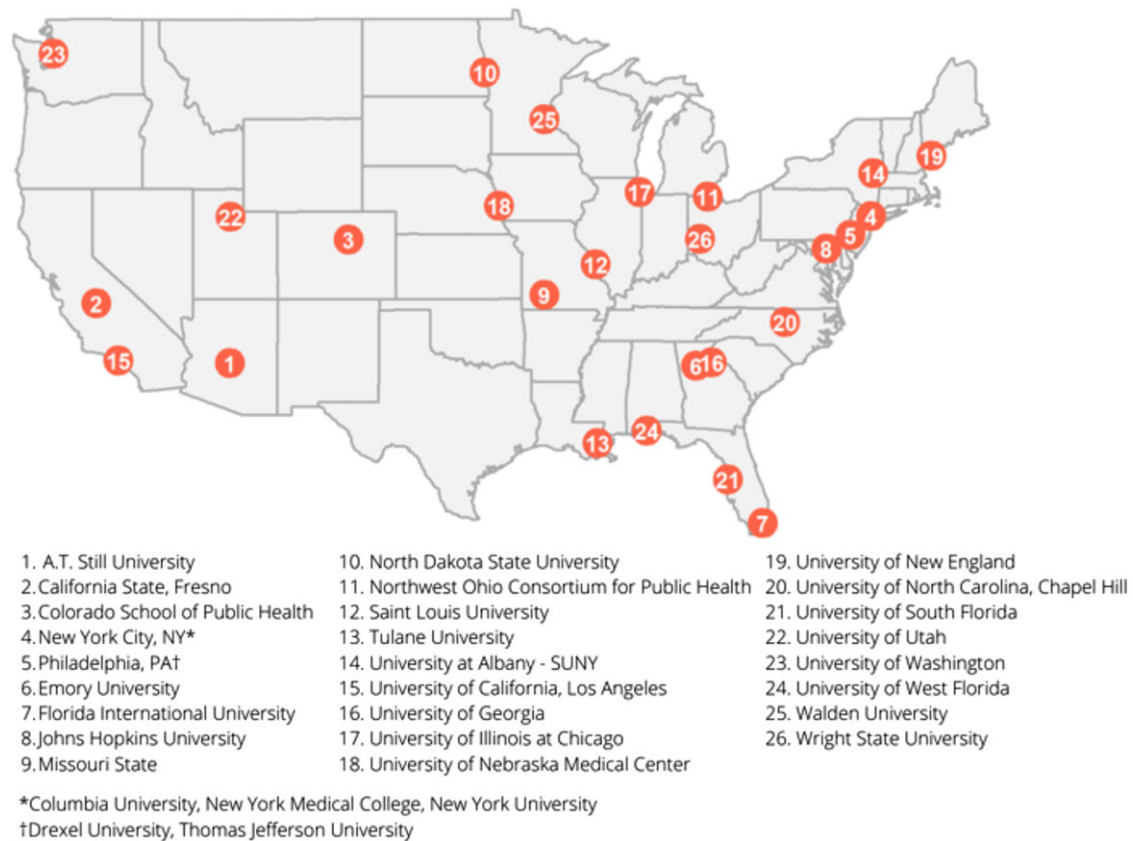 23
10
25
19
14
17
11
18
22
4
3
26
5
8
12
9
2
20
15
1
6
16
24
13
21
7
1. A.T. Still University
2.California State, Fresno
3.Colorado School of Public Health
4.New York City, NY*
5.Philadelphia, PA†
6.Emory University
7.Florida International University
8.Johns Hopkins University
9.Missouri State
10. North Dakota State University
11. Northwest Ohio Consortium for Public Health
12. Saint Louis University
13. Tulane University
14. University at Albany - SUNY
15. University of California, Los Angeles
16. University of Georgia
17. University of Illinois at Chicago
18. University of Nebraska Medical Center
19. University of New England
20. University of North Carolina, Chapel Hill
21. University of South Florida
22. University of Utah
23. University of Washington
24. University of West Florida
25. Walden University
26. Wright State University
*Columbia University, New York Medical College, New York University
†Drexel University, Thomas Jefferson University